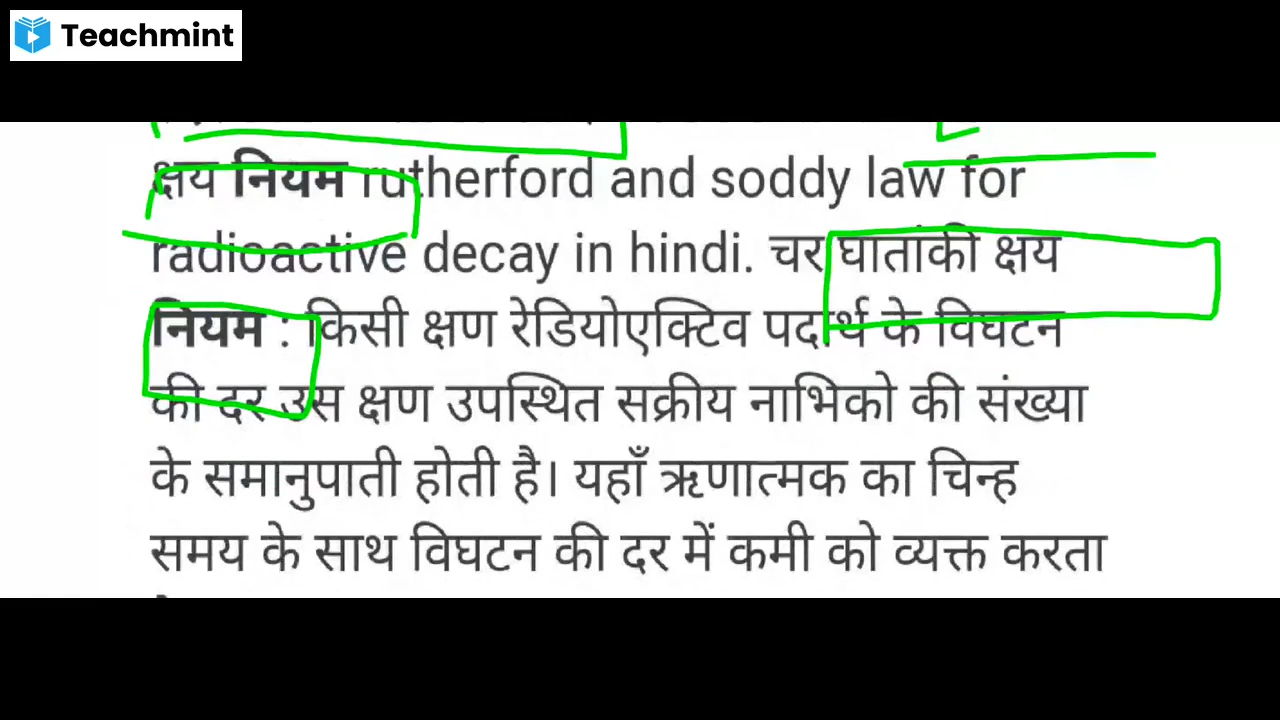 Teachmint
क्षय नियम rutherford and soddy law for
radioactive decay in hindi. चर घातांकी क्षय
नियम : किसी क्षण रेडियोएक्टिव पदार्थ के विघटन
की दर उस क्षण उपस्थित सक्रीय नाभिको की संख्या
के समानुपाती होती है। यहाँ ऋणात्मक का चिन्ह
समय के साथ विघटन की दर में कमी को व्यक्त करता